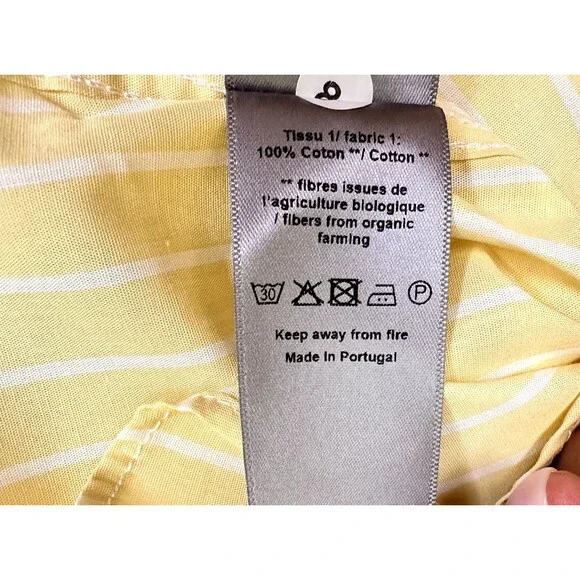 8
Tissu 1/ fabric 1:
100% Coton **/ Cotton **
** fibres issues de
l'agriculture biologique
/ fibers from organic
farming
30 P
Keep away from fire
Made In Portugal